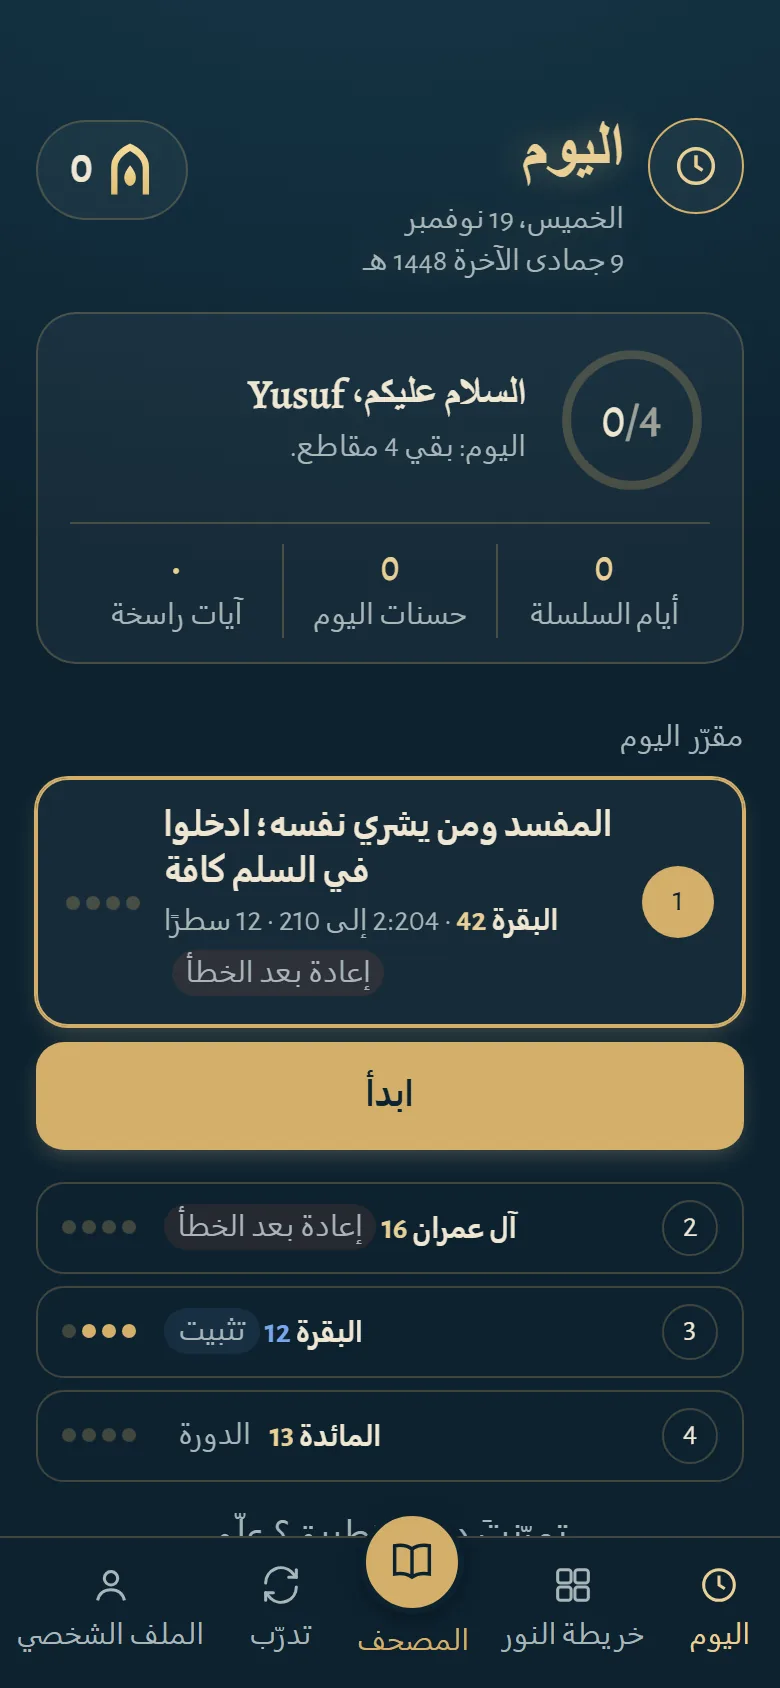 اليوم
0
الخميس، 19 نوفمبر
9 جمادى الآخرة 1448 هـ
السلام عليكم، Yusuf
0/4
اليوم: بقي 4 مقاطع.
0
0
٠
أيام السلسلة
حسنات اليوم
آيات راسخة
مقرّر اليوم
1
المفسد ومن يشري نفسه؛ ادخلوا
في السلم كافة
البقرة 42 · 2:204 إلى 210 · 12 سطرًا
إعادة بعد الخطأ
ابدأ
2
آل عمران 16 إعادة بعد الخطأ
3
البقرة 12 تثبيت
4
المائدة 13 الدورة
اليوم
خريطة النور
المصحف
تدرّب
الملف الشخصي